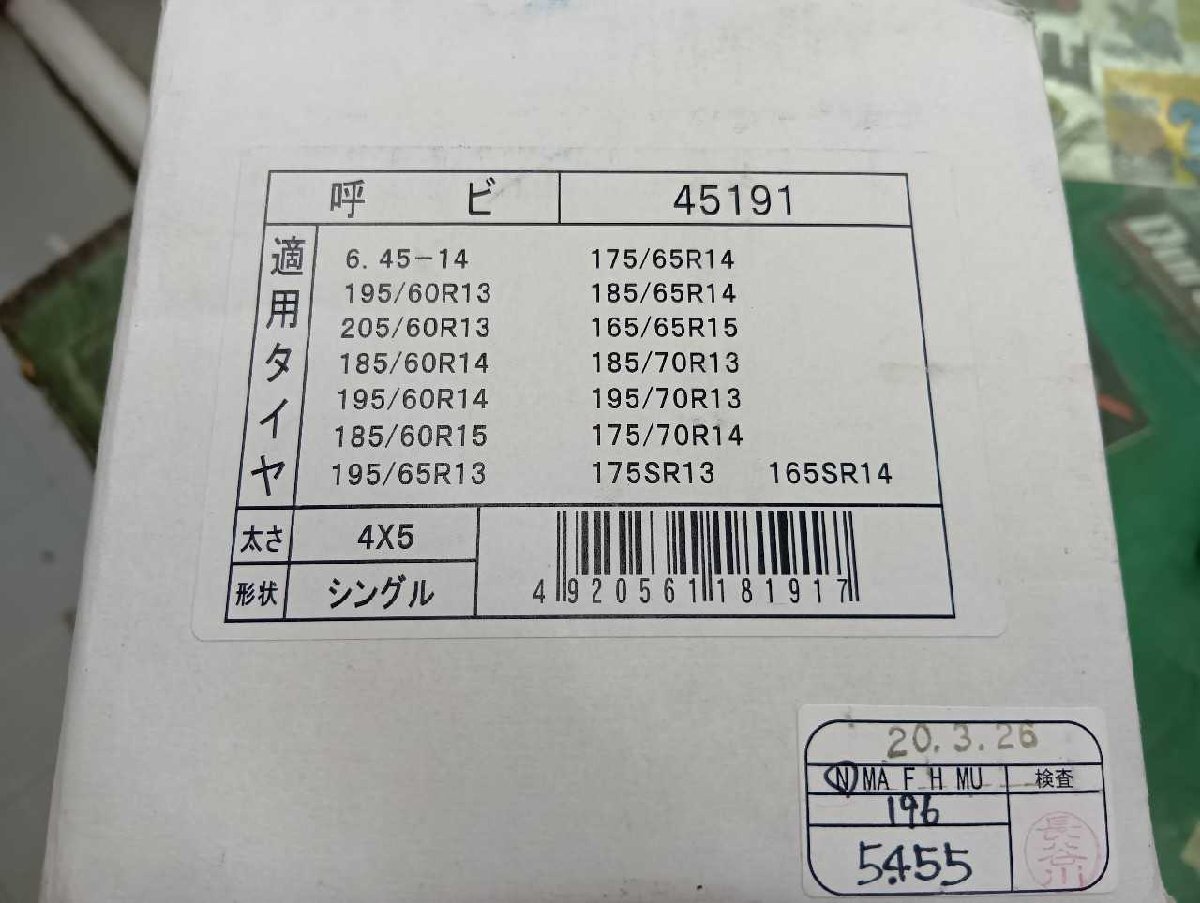 呼 ビ 45191
適用タイヤ
6.45-14 175/65R14
195/60R13 185/65R14
205/60R13 165/65R15
185/60R14 185/70R13
195/60R14 195/70R13
185/60R15 175/70R14
195/65R13 175SR13 165SR14
太さ 4X5
形状 シングル
4 920561 181917
20.3.26
N MA F H MU 検査
196
5455
長谷川